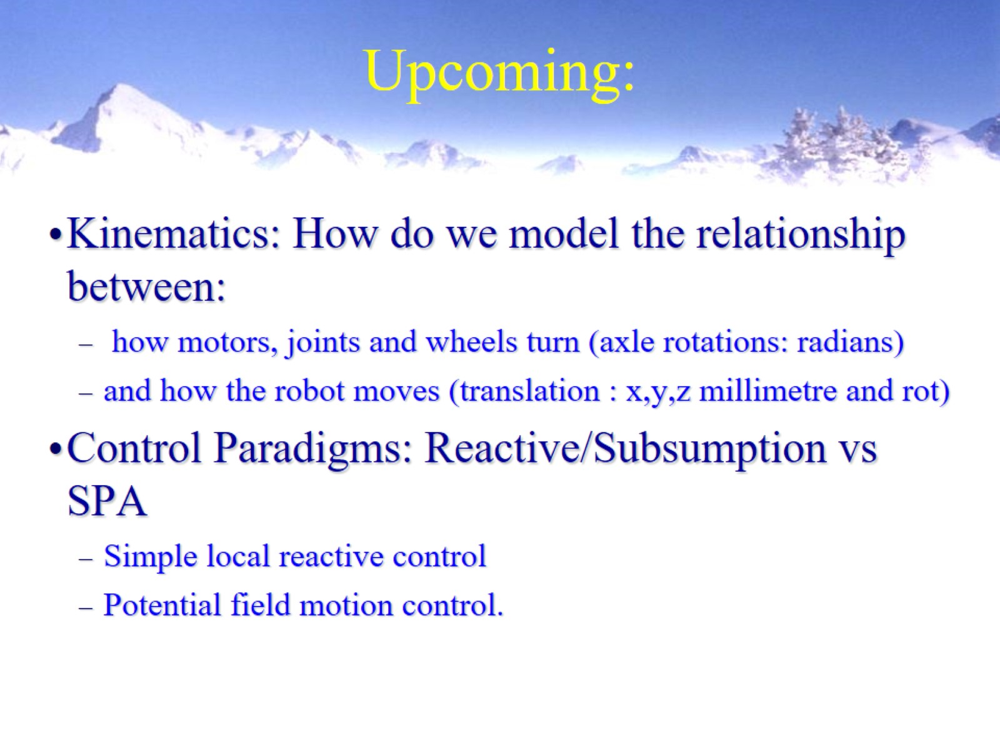 Upcoming:
•Kinematics: How do we model the relationship
between:
– how motors, joints and wheels turn (axle rotations: radians)
– and how the robot moves (translation : x,y,z millimetre and rot)
•Control Paradigms: Reactive/Subsumption vs
SPA
– Simple local reactive control
– Potential field motion control.